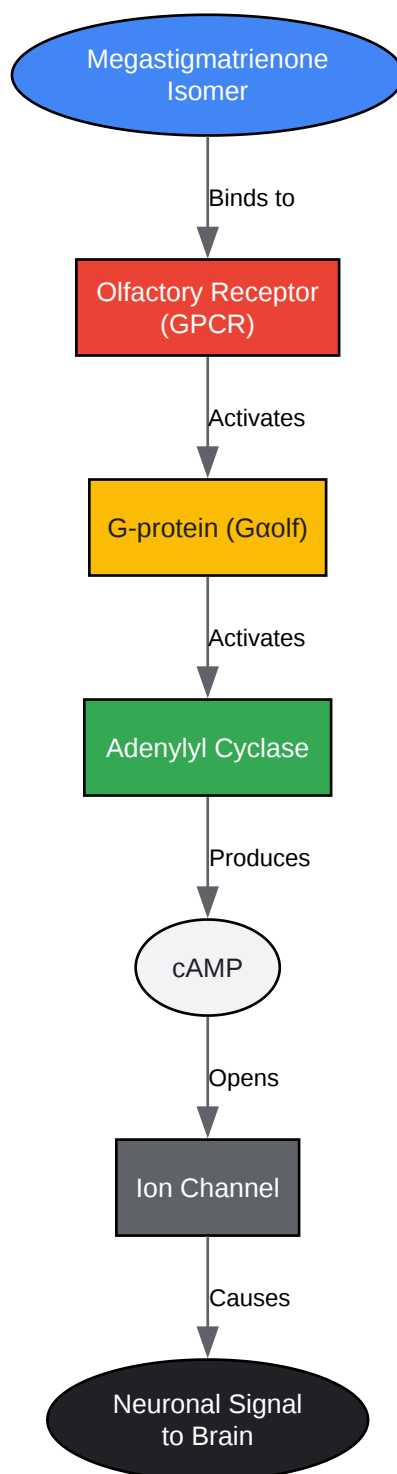 Megastigmatrienone
Isomer
Binds to
Olfactory Receptor
(GPCR)
Activates
G-protein (Gαolf)
Activates
Adenylyl Cyclase
Produces
cAMP
Opens
Ion Channel
Causes
Neuronal Signal
to Brain